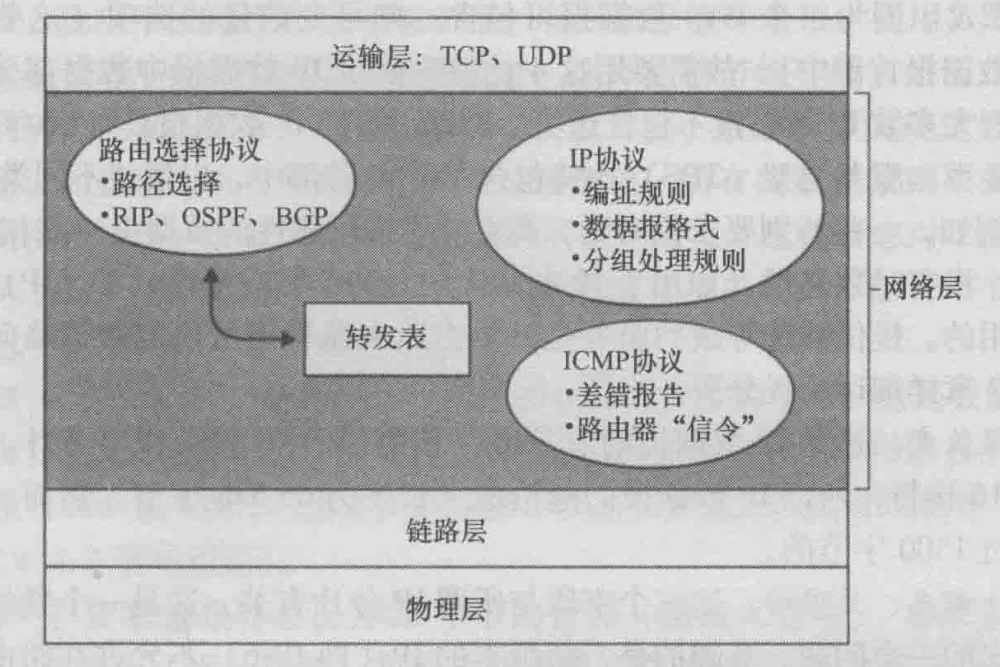 运输层：TCP、UDP
路由选择协议
•路径选择
•RIP、OSPF、BGP
IP协议
•编址规则
•数据报格式
•分组处理规则
网络层
转发表
ICMP协议
•差错报告
•路由器“信令”
链路层
物理层